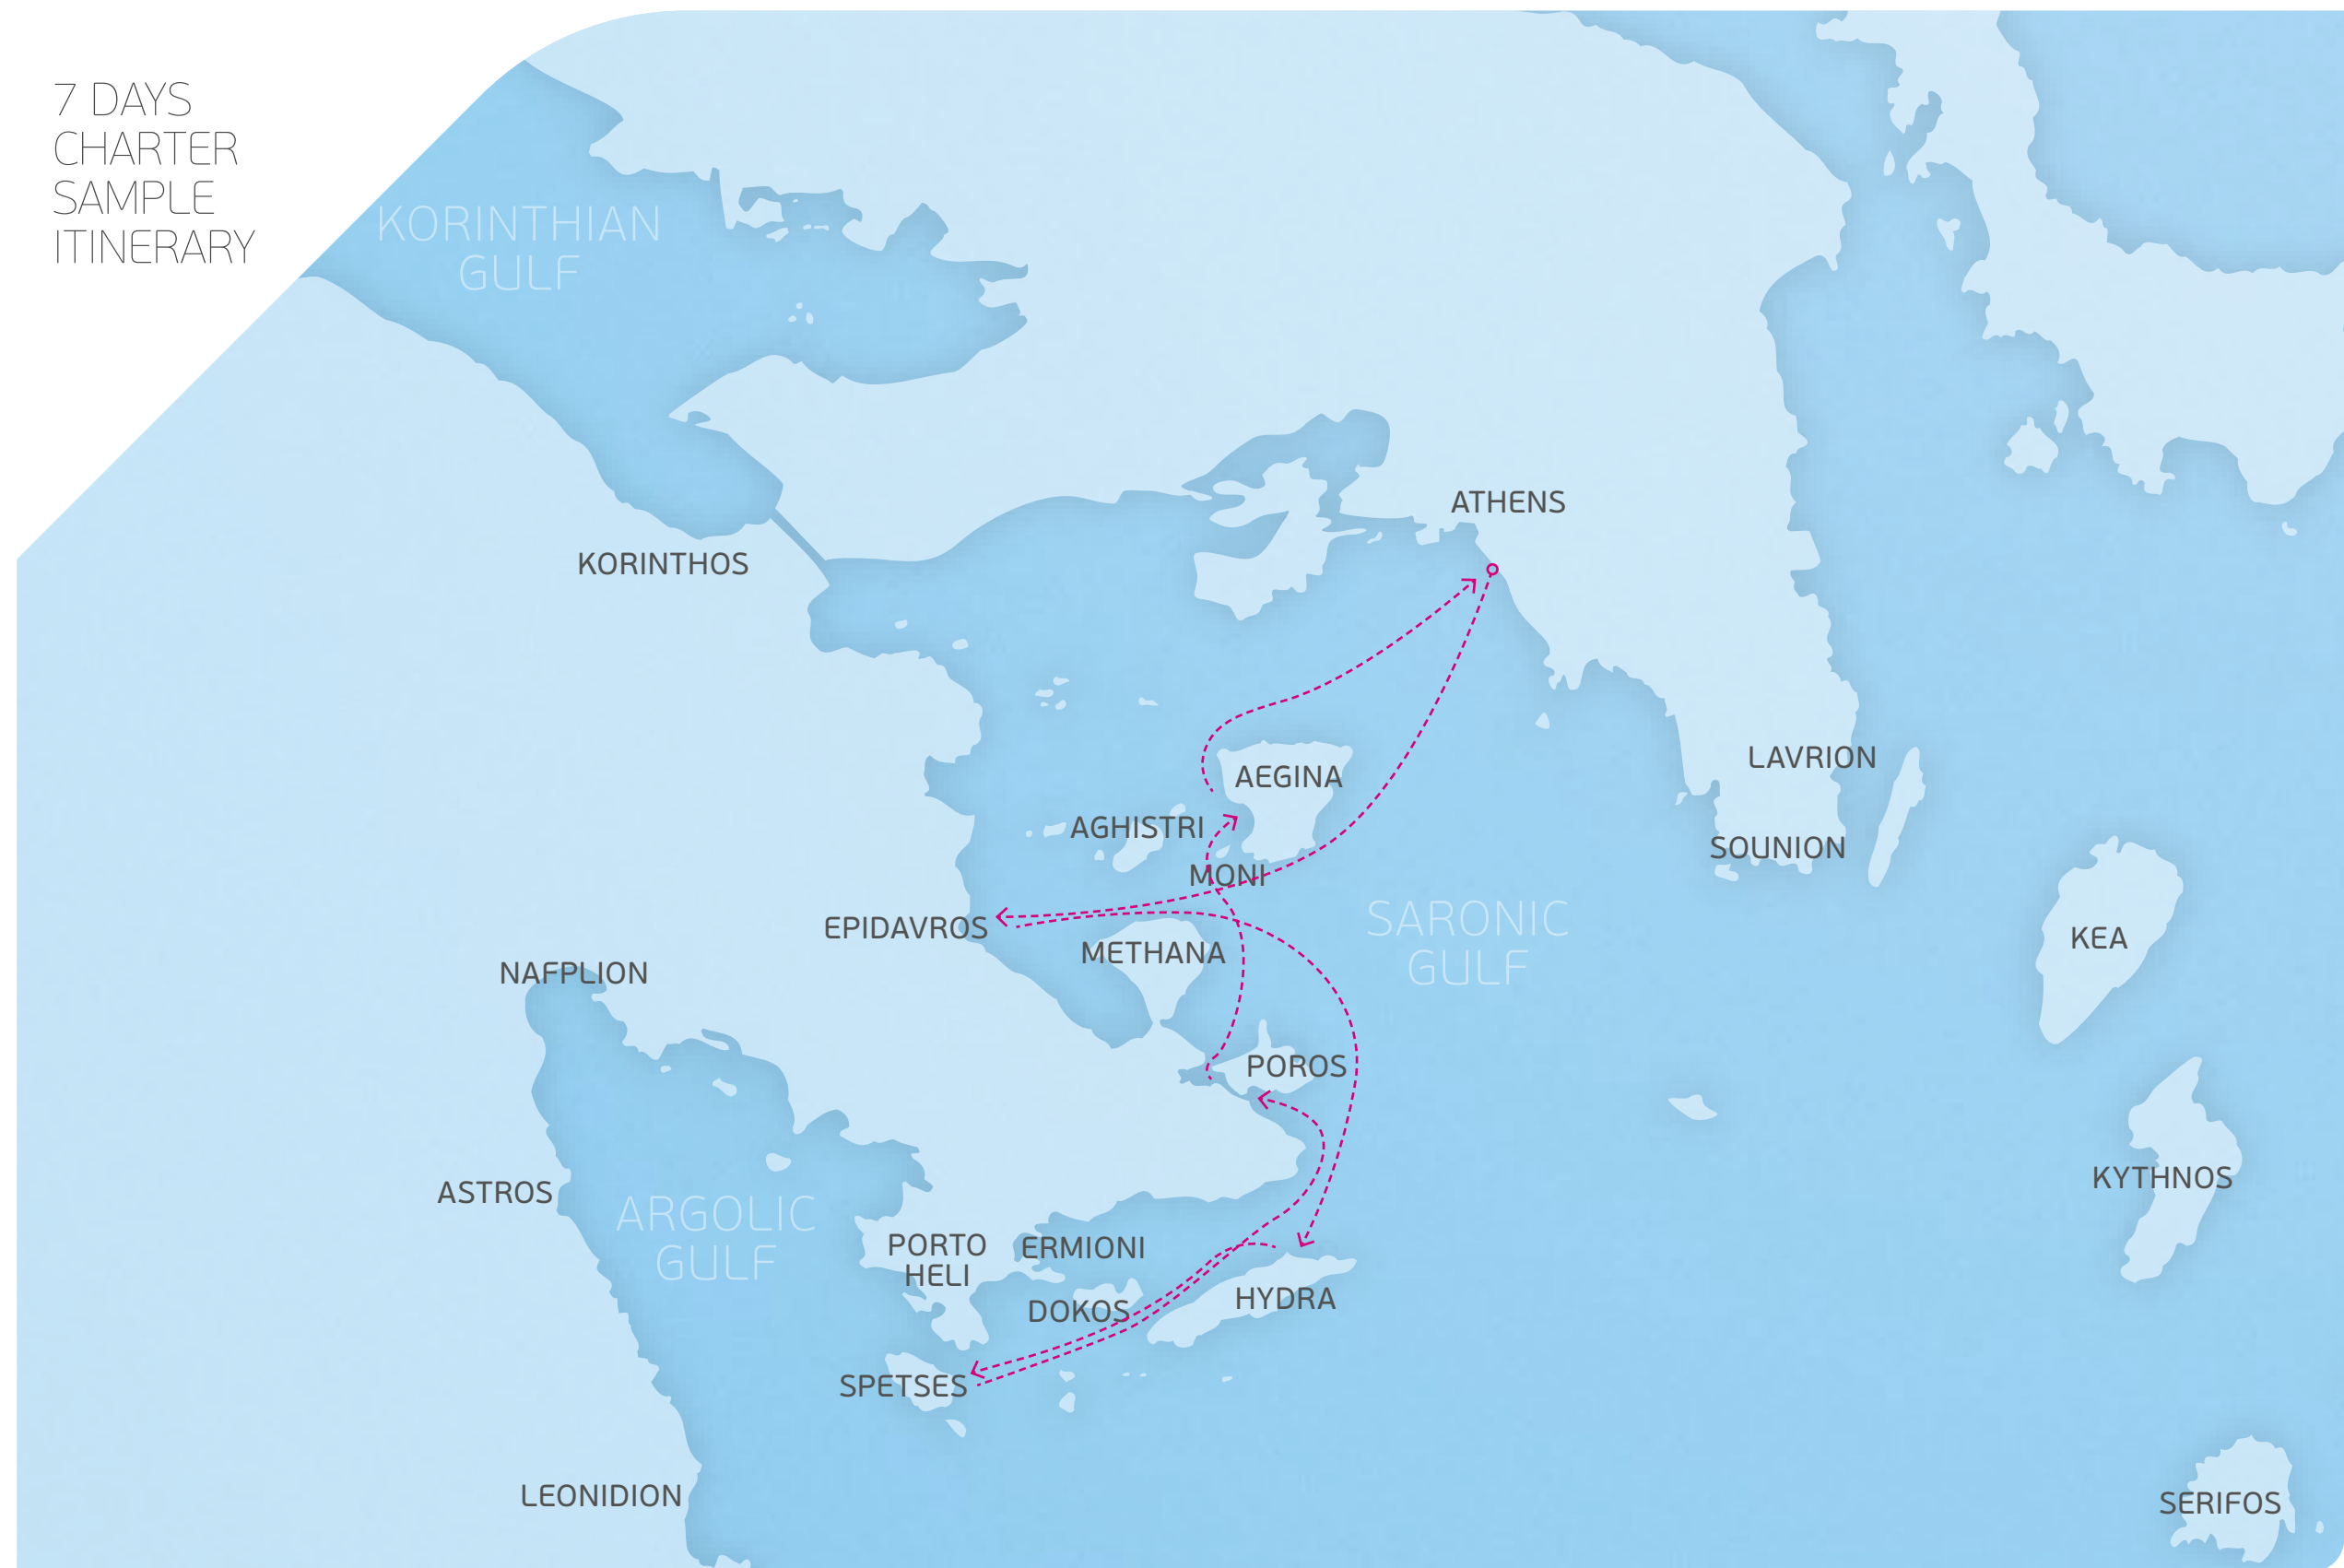 7 DAYS
CHARTER
SAMPLE
ITINERARY
KORINTHIAN
GULF
ATHENS
KORINTHOS
LAVRION
AEGINA
AGHISTRI
SOUNION
MONI
SARONIC
GULF
EPIDAVROS
KEA
METHANA
NAFPLION
POROS
KYTHNOS
ASTROS
ARGOLIC
GULF
PORTO
HELI
ERMIONI
HYDRA
DOKOS
SPETSES
LEONIDION
SERIFOS